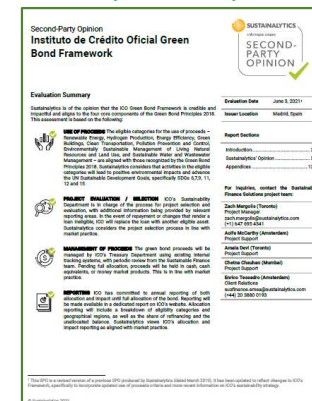 Second-Party Opinion
Instituto de Crédito Oficial Green
Bond Framework
SUSTAINALYTICS
SECOND-
PARTY
OPINION
Evaluation Summary
Sustainalytics is of the opinion that the ICO Green Bond Framework is credible and
impactful and aligns to the four core components of the Green Bond Principles 2018.
This assessment is based on the following:
USE OF PROCEEDS The eligible categories for the use of proceeds –
Renewable Energy, Hydrogen Production, Energy Efficiency, Green
Buildings, Clean Transportation, Pollution Prevention and Control,
Environmentally Sustainable Management of Living Natural
Resources and Land Use, and Sustainable Water and Wastewater
Management – are aligned with those recognized by the Green Bond
Principles 2018. Sustainalytics considers that activities in the eligible
categories will lead to positive environmental impacts and advance
the UN Sustainable Development Goals, specifically SDGs 6,7,9, 11,
12 and 15.
PROJECT EVALUATION / SELECTION ICO's Sustainability
Department is in charge of the process for project selection and
evaluation, with additional information being provided by relevant
reporting areas. In the event of repayment or changes that render a
loan ineligible, ICO will replace the loan with another eligible asset.
Sustainalytics considers the project selection process in line with
market practice.
MANAGEMENT OF PROCEEDS The green bond proceeds will be
managed by ICO's Treasury Department using existing internal
tracking systems, with periodic review from the Sustainable Finance
team. Pending full allocation, proceeds will be held in cash, cash
equivalents, or money market products. This is in line with market
practice.
REPORTING ICO has committed to annual reporting of both
allocation and impact until full allocation of the bond. Reporting will
be made available in a dedicated report on ICO's website. Allocation
reporting will include a breakdown of eligibility categories and
geographical regions, as well as the share of refinancing and the
unallocated balance. Sustainalytics views ICO's allocation and
impact reporting as aligned with market practice.
Evaluation Date June 3, 2021¹
Issuer Location Madrid, Spain
Report Sections
Introduction
Sustainalytics' Opinion
Appendices
For inquiries, contact the Sustainable
Finance Solutions project team:
Zach Margolis (Toronto)
Project Manager
Aoife McCarthy (Amsterdam)
Project Support
Amala Devi (Toronto)
Project Support
Chetna Chauhan (Mumbai)
Project Support
Enrico Tessadro (Amsterdam)
Client Relations
(+44) 20 3880 0193